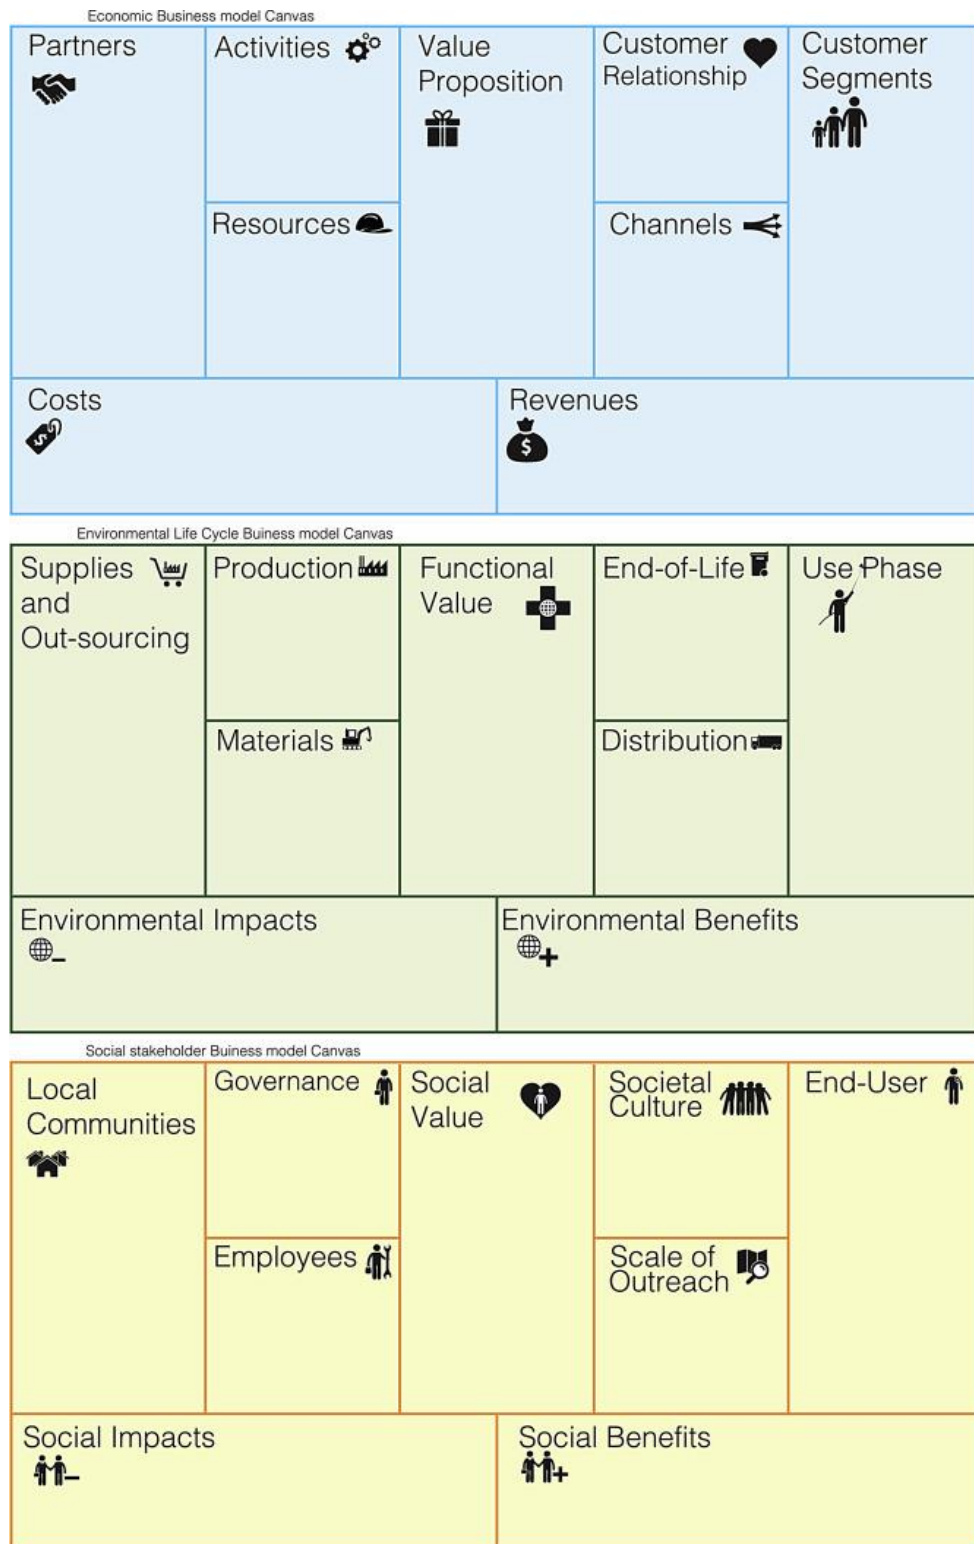 Economic Business model Canvas
Partners
Activities
Value
Proposition
Customer
Relationship
Customer
Segments
Resources
Channels
Costs
$
Revenues
$
Environmental Life Cycle Buiness model Canvas
Supplies
and
Out-sourcing
Production
Functional
Value
End-of-Life
Use Phase
Materials
Distribution
Environmental Impacts
Environmental Benefits
Social stakeholder Buiness model Canvas
Local
Communities
Governance
Social
Value
Societal
Culture
End-User
Employees
Scale of
Outreach
Social Impacts
Social Benefits